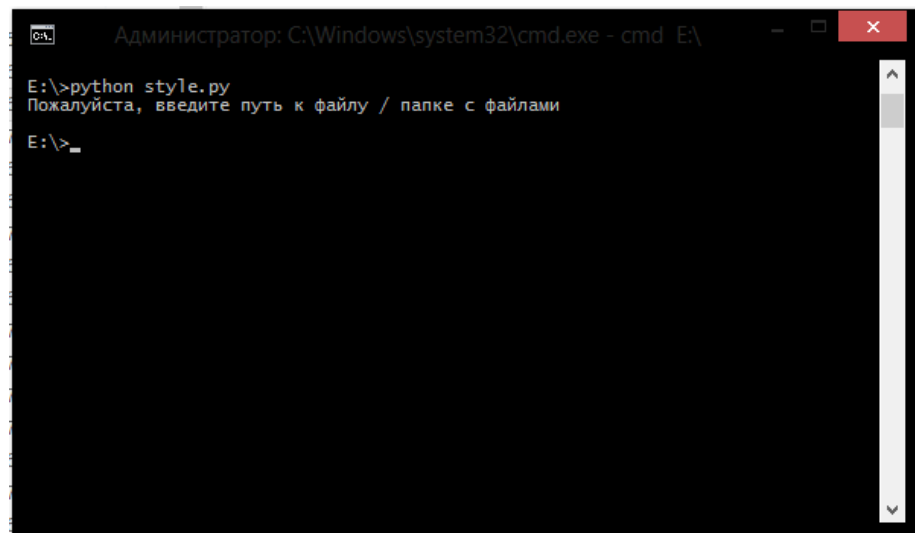 Администратор: C:\Windows\system32\cmd.exe - cmd E:\
E:\>python style.py
Пожалуйста, введите путь к файлу / папке с файлами
E:\>_